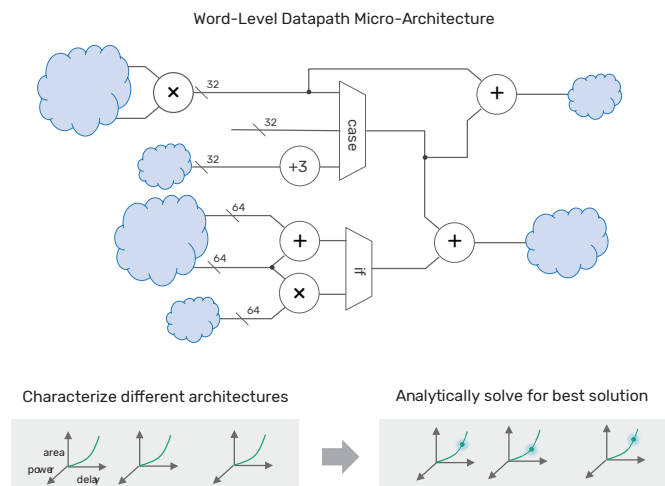 Word-Level Datapath Micro-Architecture
×
32
+
32
case
32
+3
64
+
64
+
if
×
64
Characterize different architectures
Analytically solve for best solution
area
power
delay